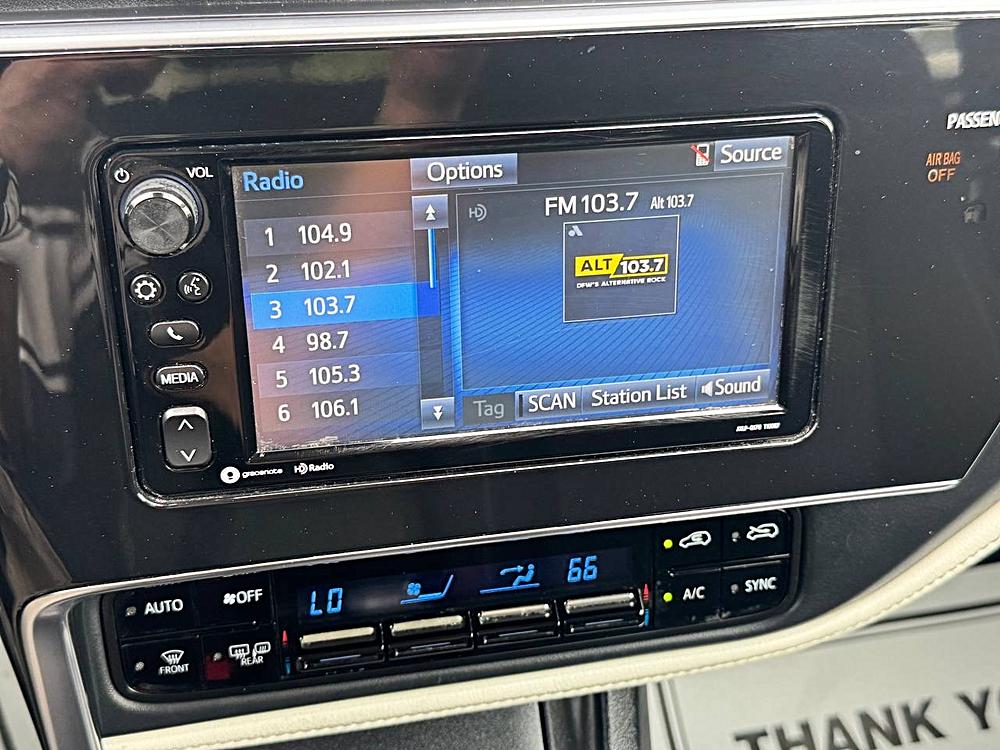 PASSENG
AIR BAG
OFF
VOL
Radio
Options
Source
FM 103.7 Alt 103.7
HD
1 104.9
2 102.1
3 103.7
4 98.7
5 105.3
6 106.1
ALT 103.7
DFW'S ALTERNATIVE ROCK
Tag
SCAN
Station List
Sound
MEDIA
gracenote
HD Radio
LO
66
AUTO
OFF
A/C
SYNC
FRONT
REAR
THANK Y